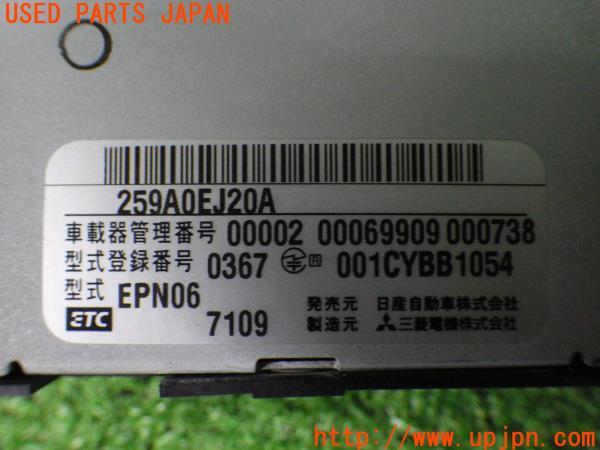 USED PARTS JAPAN
259A0EJ20A
車載器管理番号 00002 00069909 000738
型式登録番号 0367 001CYBB1054
型式 EPN06
ETC 7109
発売元 日産自動車株式会社
製造元 三菱電機株式会社
UPJ www.upjpn.com